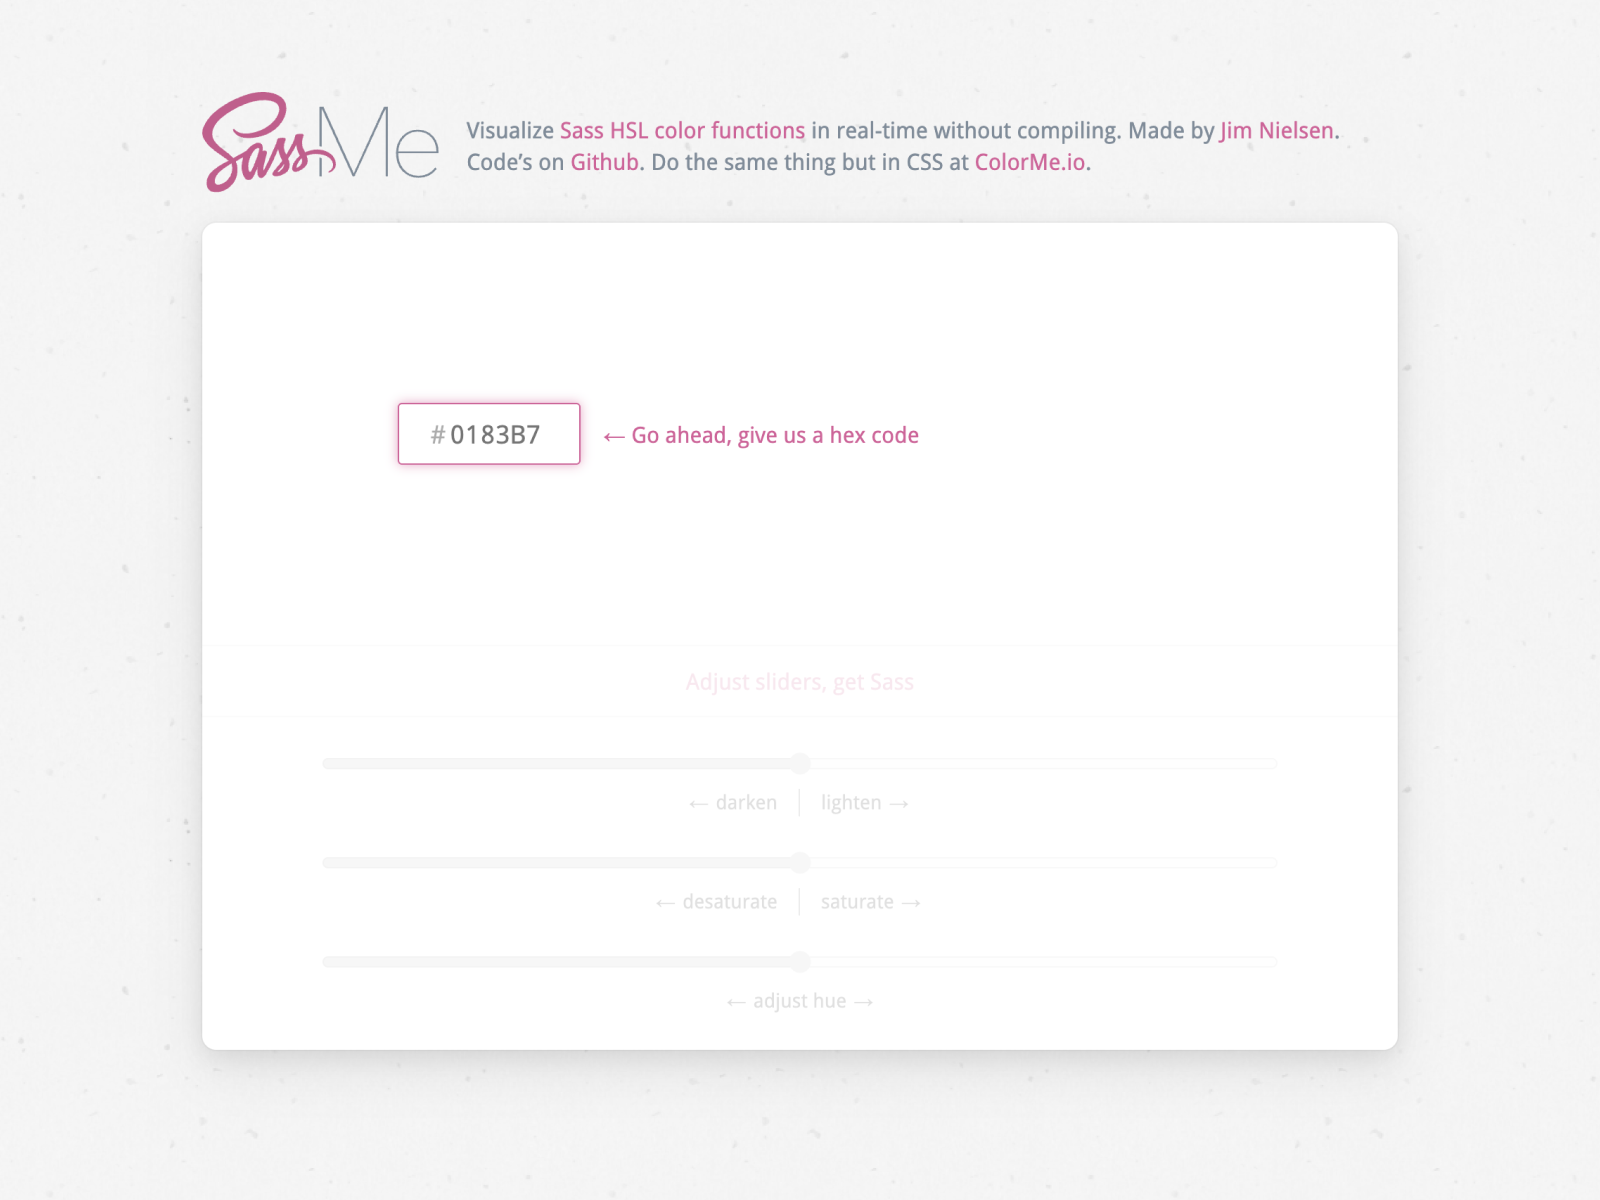 SassMe
Visualize Sass HSL color functions in real-time without compiling. Made by Jim Nielsen.
Code’s on Github. Do the same thing but in CSS at ColorMe.io.
#0183B7
← Go ahead, give us a hex code
Adjust sliders, get Sass
← darken | lighten →
← desaturate | saturate →
← adjust hue →